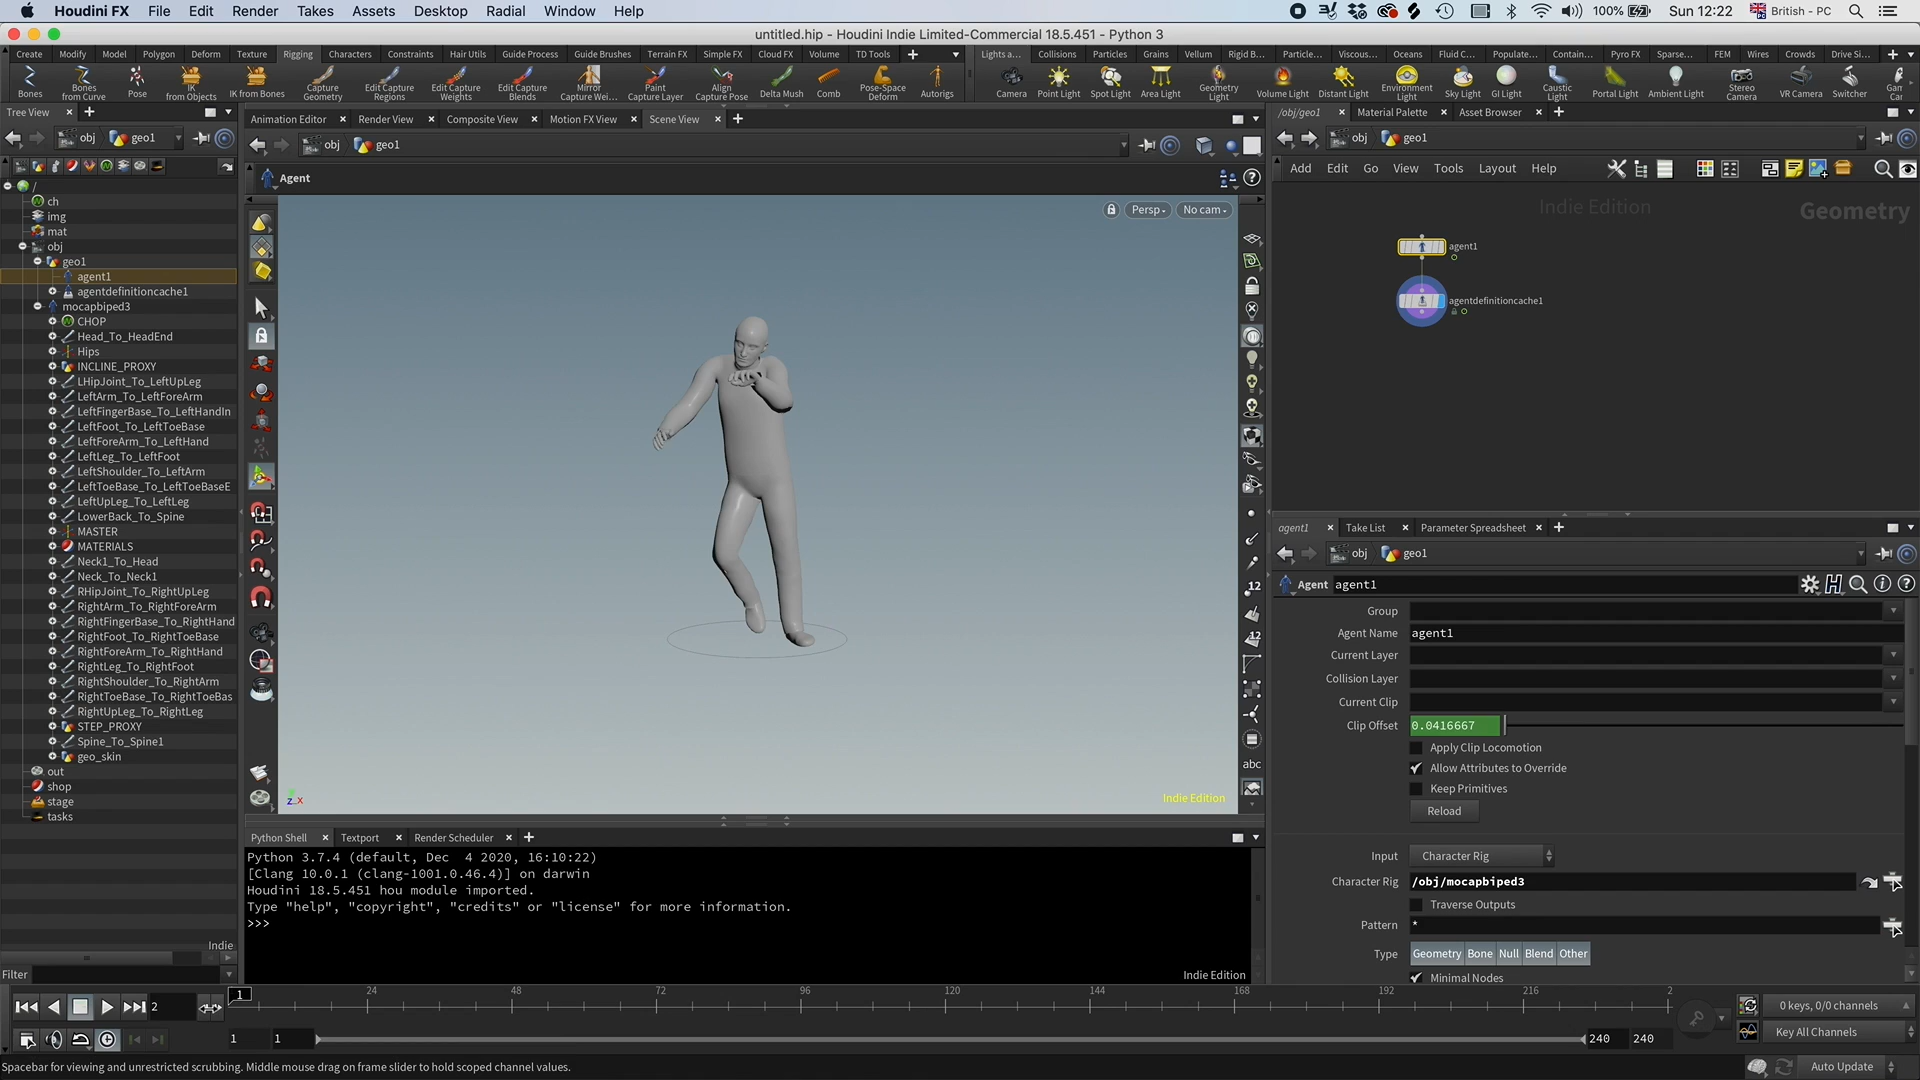 Houdini FX File Edit Render Takes Assets Desktop Radial Window Help 100% Sun 12:22 British - PC
untitled.hip - Houdini Indie Limited-Commercial 18.5.451 - Python 3
Create Modify Model Polygon Deform Texture Rigging Characters Constraints Hair Utils Guide Process Guide Brushes Terrain FX Simple FX Cloud FX Volume TD Tools
Lights a... Collisions Particles Grains Vellum Rigid B... Particle... Viscous... Oceans Fluid C... Populate... Contain... Pyro FX Sparse... FEM Wires Crowds Drive Si...
Bones Bones from Curve Pose IK from Objects IK from Bones Capture Geometry Edit Capture Regions Edit Capture Weights Edit Capture Blends Mirror Capture Wei... Paint Capture Layer Align Capture Pose Delta Mush Comb Pose-Space Deform Autorigs
Camera Point Light Spot Light Area Light Geometry Light Volume Light Distant Light Environment Light Sky Light GI Light Caustic Light Portal Light Ambient Light Stereo Camera VR Camera Switcher
Tree View
obj geo1
/
ch
img
mat
obj
geo1
agent1
agentdefinitioncache1
mocapbiped3
CHOP
Head_To_HeadEnd
Hips
INCLINE_PROXY
LHipJoint_To_LeftUpLeg
LeftArm_To_LeftForeArm
LeftFingerBase_To_LeftHandIn
LeftFoot_To_LeftToeBase
LeftForeArm_To_LeftHand
LeftLeg_To_LeftFoot
LeftShoulder_To_LeftArm
LeftToeBase_To_LeftToeBaseE
LeftUpLeg_To_LeftLeg
LowerBack_To_Spine
MASTER
MATERIALS
Neck1_To_Head
Neck_To_Neck1
RHipJoint_To_RightUpLeg
RightArm_To_RightForeArm
RightFingerBase_To_RightHand
RightFoot_To_RightToeBase
RightForeArm_To_RightHand
RightLeg_To_RightFoot
RightShoulder_To_RightArm
RightToeBase_To_RightToeBas
RightUpLeg_To_RightLeg
STEP_PROXY
Spine_To_Spine1
geo_skin
out
shop
stage
tasks
Indie
Filter
Animation Editor Render View Composite View Motion FX View Scene View
obj geo1
Agent
Persp No cam
12
12
abc
z x
Indie Edition
Python Shell Textport Render Scheduler
Python 3.7.4 (default, Dec 4 2020, 16:10:22)
[Clang 10.0.1 (clang-1001.0.46.4)] on darwin
Houdini 18.5.451 hou module imported.
Type "help", "copyright", "credits" or "license" for more information.
>>>
Indie Edition
/obj/geo1 Material Palette Asset Browser
obj geo1
Add Edit Go View Tools Layout Help
Indie Edition
Geometry
agent1
agentdefinitioncache1
agent1 Take List Parameter Spreadsheet
obj geo1
Agent agent1
Group
Agent Name agent1
Current Layer
Collision Layer
Current Clip
Clip Offset 0.0416667
Apply Clip Locomotion
Allow Attributes to Override
Keep Primitives
Reload
Input Character Rig
Character Rig /obj/mocapbiped3
Traverse Outputs
Pattern *
Type Geometry Bone Null Blend Other
Minimal Nodes
2 1 24 48 72 96 120 144 168 192 216 2
0 keys, 0/0 channels
1 1 240 240
Key All Channels
Spacebar for viewing and unrestricted scrubbing. Middle mouse drag on frame slider to hold scoped channel values.
Auto Update